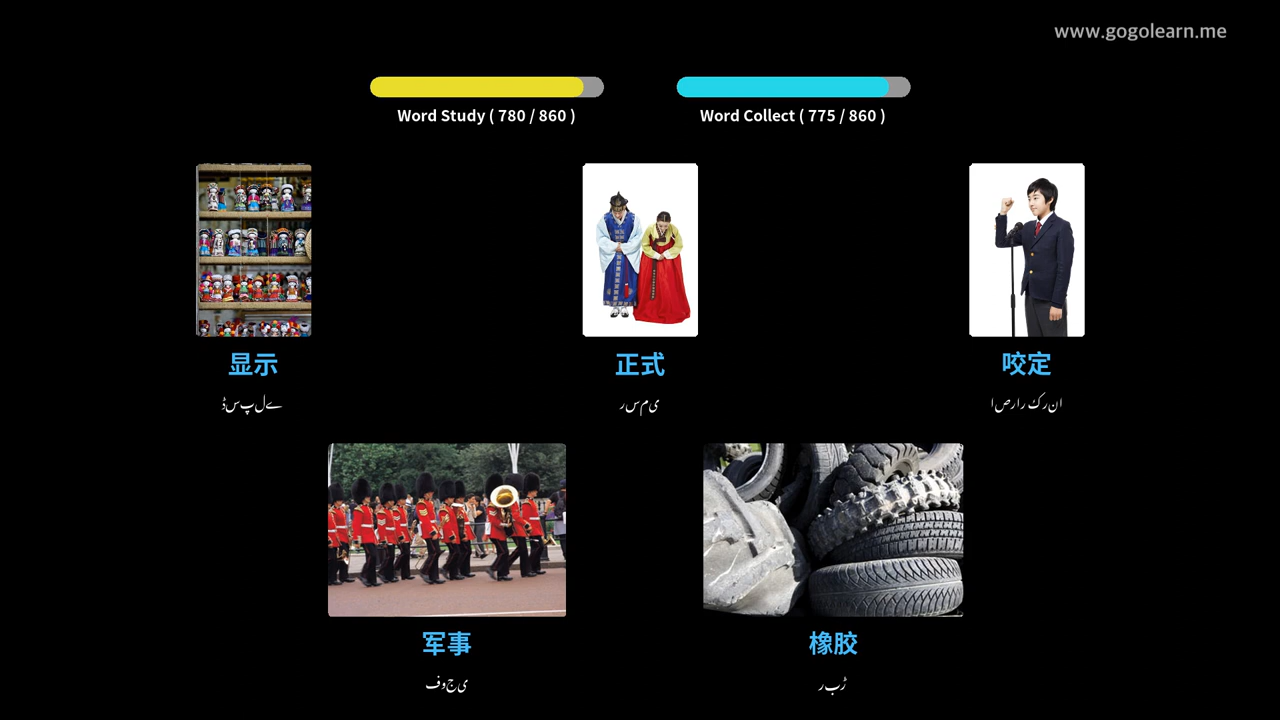 www.gogolearn.me
Word Study ( 780 / 860 )
Word Collect ( 775 / 860 )
显示
ڈسپلے
正式
رسمی
咬定
اصرار کرنا
军事
فوجی
橡胶
ربڑ